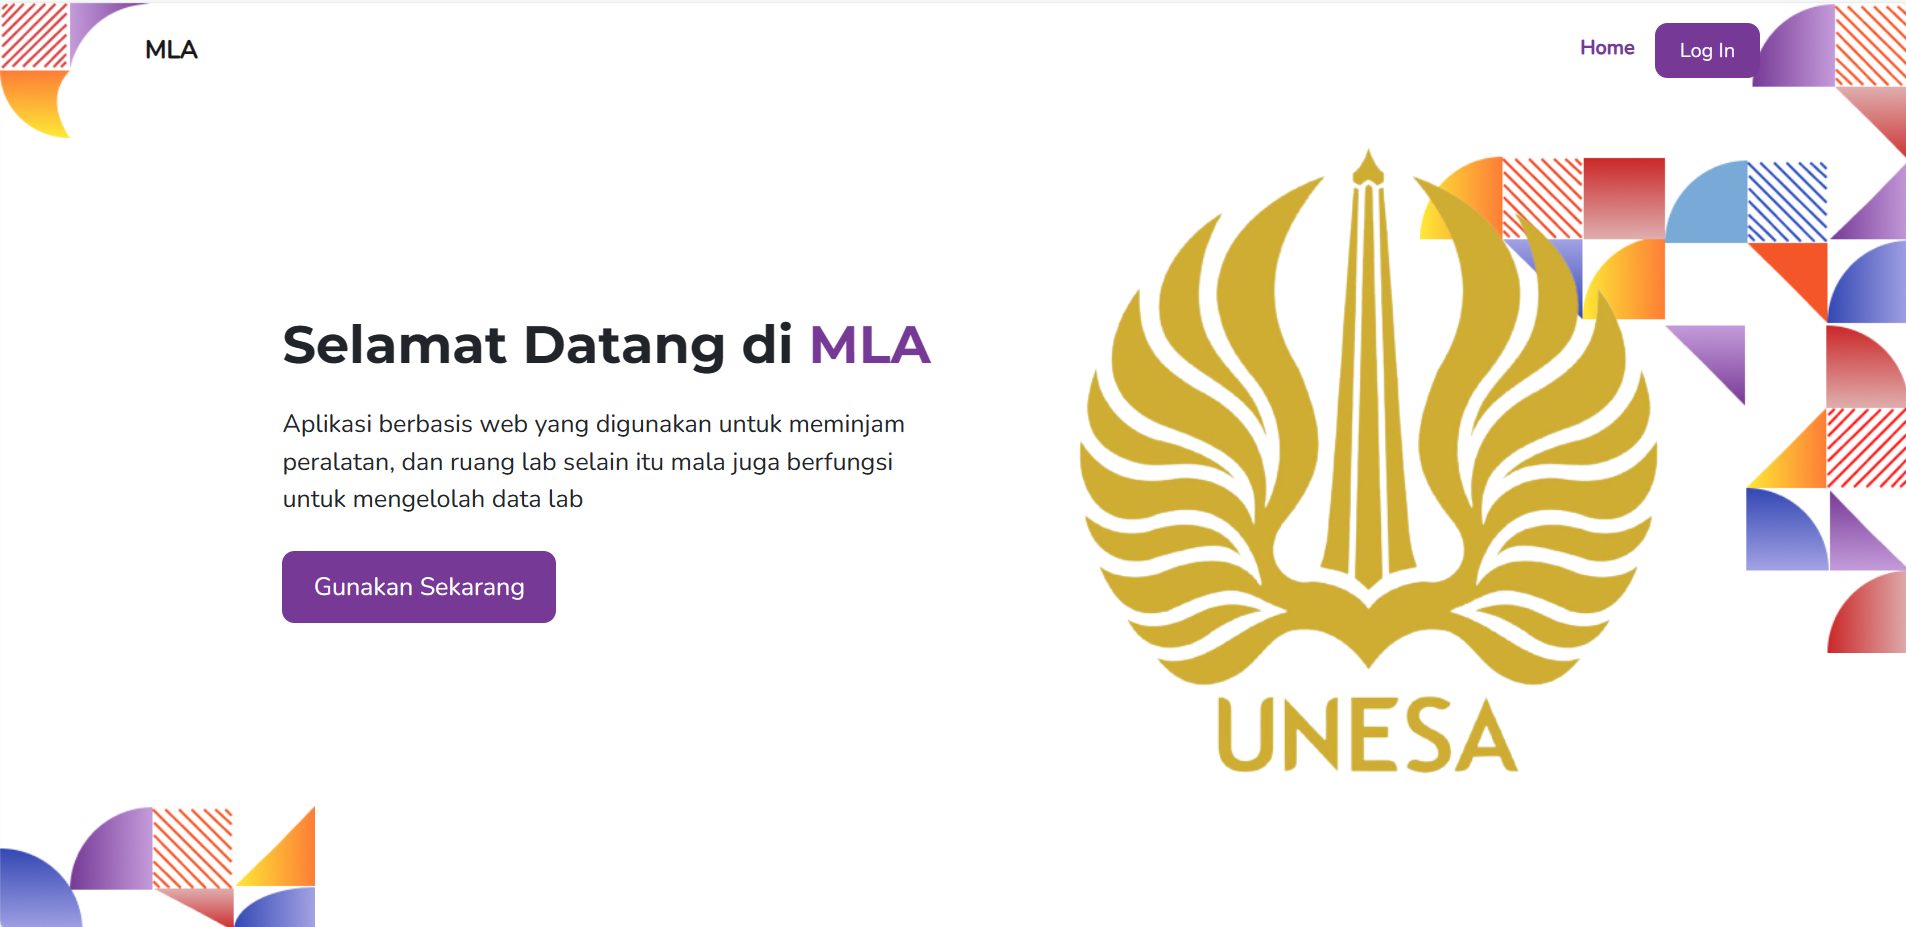 MLA
Home
Log In
Selamat Datang di MLA
Aplikasi berbasis web yang digunakan untuk meminjam
peralatan, dan ruang lab selain itu mala juga berfungsi
untuk mengelolah data lab
Gunakan Sekarang
UNESA